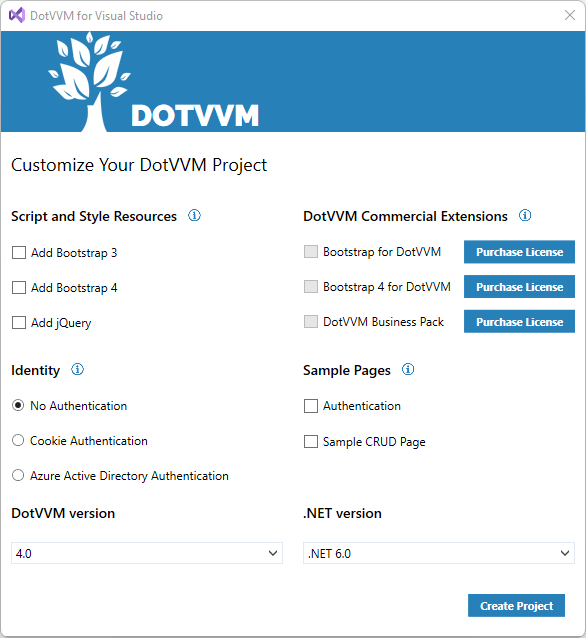 DotVVM for Visual Studio
DOTVVM
Customize Your DotVVM Project
Script and Style Resources
Add Bootstrap 3
Add Bootstrap 4
Add jQuery
DotVVM Commercial Extensions
Bootstrap for DotVVM Purchase License
Bootstrap 4 for DotVVM Purchase License
DotVVM Business Pack Purchase License
Identity
No Authentication
Cookie Authentication
Azure Active Directory Authentication
Sample Pages
Authentication
Sample CRUD Page
DotVVM version
4.0
.NET version
.NET 6.0
Create Project